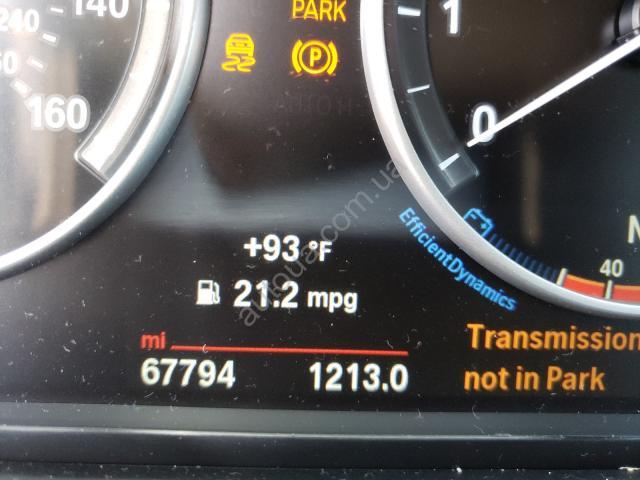 140
240
160
PARK
P
1
0
EfficientDynamics
40
+93 °F
21.2 mpg
mi
67794 1213.0
Transmission
not in Park
autoua.com.ua